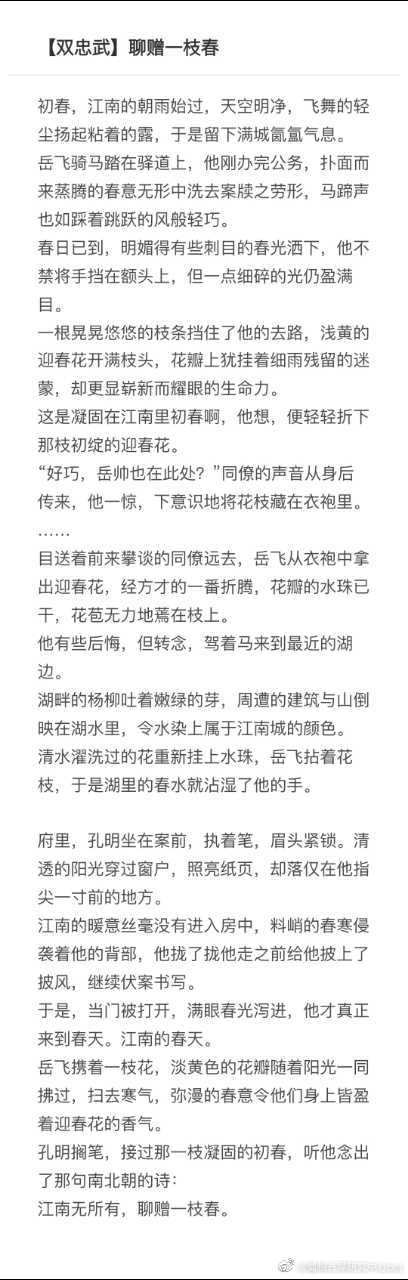 【双忠武】聊赠一枝春
初春，江南的朝雨始过，天空明净，飞舞的轻
尘扬起粘着的露，于是留下满城氤氲气息。
岳飞骑马踏在驿道上，他刚办完公务，扑面而
来蒸腾的春意无形中洗去案牍之劳形，马蹄声
也如踩着跳跃的风般轻巧。
春日已到，明媚得有些刺目的春光洒下，他不
禁将手挡在额头上，但一点细碎的光仍盈满
目。
一根晃晃悠悠的枝条挡住了他的去路，浅黄的
迎春花开满枝头，花瓣上犹挂着细雨残留的迷
蒙，却更显崭新而耀眼的生命力。
这是凝固在江南里初春啊，他想，便轻轻折下
那枝初绽的迎春花。
“好巧，岳帅也在此处？”同僚的声音从身后
传来，他一惊，下意识地将花枝藏在衣袍里。
……
目送着前来攀谈的同僚远去，岳飞从衣袍中拿
出迎春花，经方才的一番折腾，花瓣的水珠已
干，花苞无力地蔫在枝上。
他有些后悔，但转念，驾着马来到最近的湖
边。
湖畔的杨柳吐着嫩绿的芽，周遭的建筑与山倒
映在湖水里，令水染上属于江南城的颜色。
清水濯洗过的花重新挂上水珠，岳飞拈着花
枝，于是湖里的春水就沾湿了他的手。
府里，孔明坐在案前，执着笔，眉头紧锁。清
透的阳光穿过窗户，照亮纸页，却落仅在他指
尖一寸前的地方。
江南的暖意丝毫没有进入房中，料峭的春寒侵
袭着他的背部，他拢了拢他走之前给他披上了
披风，继续伏案书写。
于是，当门被打开，满眼春光泻进，他才真正
来到春天。江南的春天。
岳飞携着一枝花，淡黄色的花瓣随着阳光一同
拂过，扫去寒气，弥漫的春意令他们身上皆盈
着迎春花的香气。
孔明搁笔，接过那一枝凝固的初春，听他念出
了那句南北朝的诗：
江南无所有，聊赠一枝春。